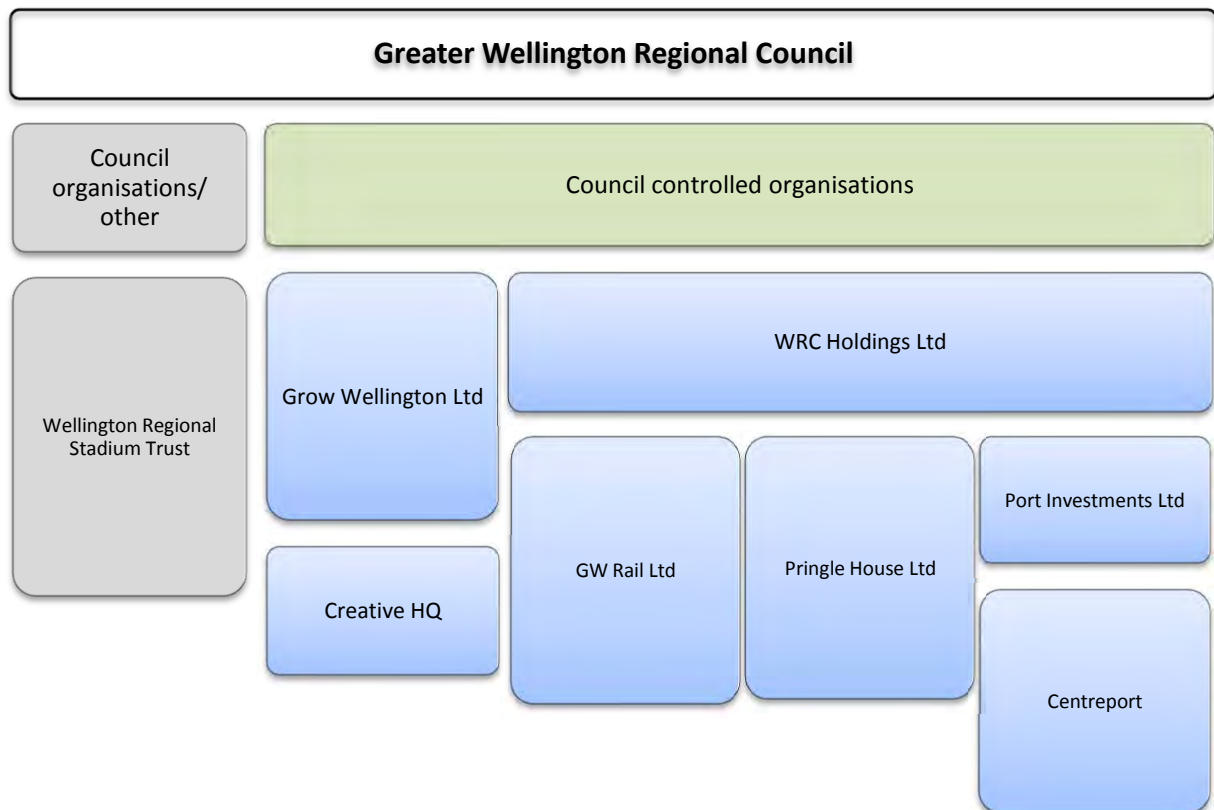 Greater Wellington Regional Council
Council
organisations/
other
Council controlled organisations
Wellington Regional
Stadium Trust
Grow Wellington Ltd
WRC Holdings Ltd
Creative HQ
GW Rail Ltd
Pringle House Ltd
Port Investments Ltd
Centreport